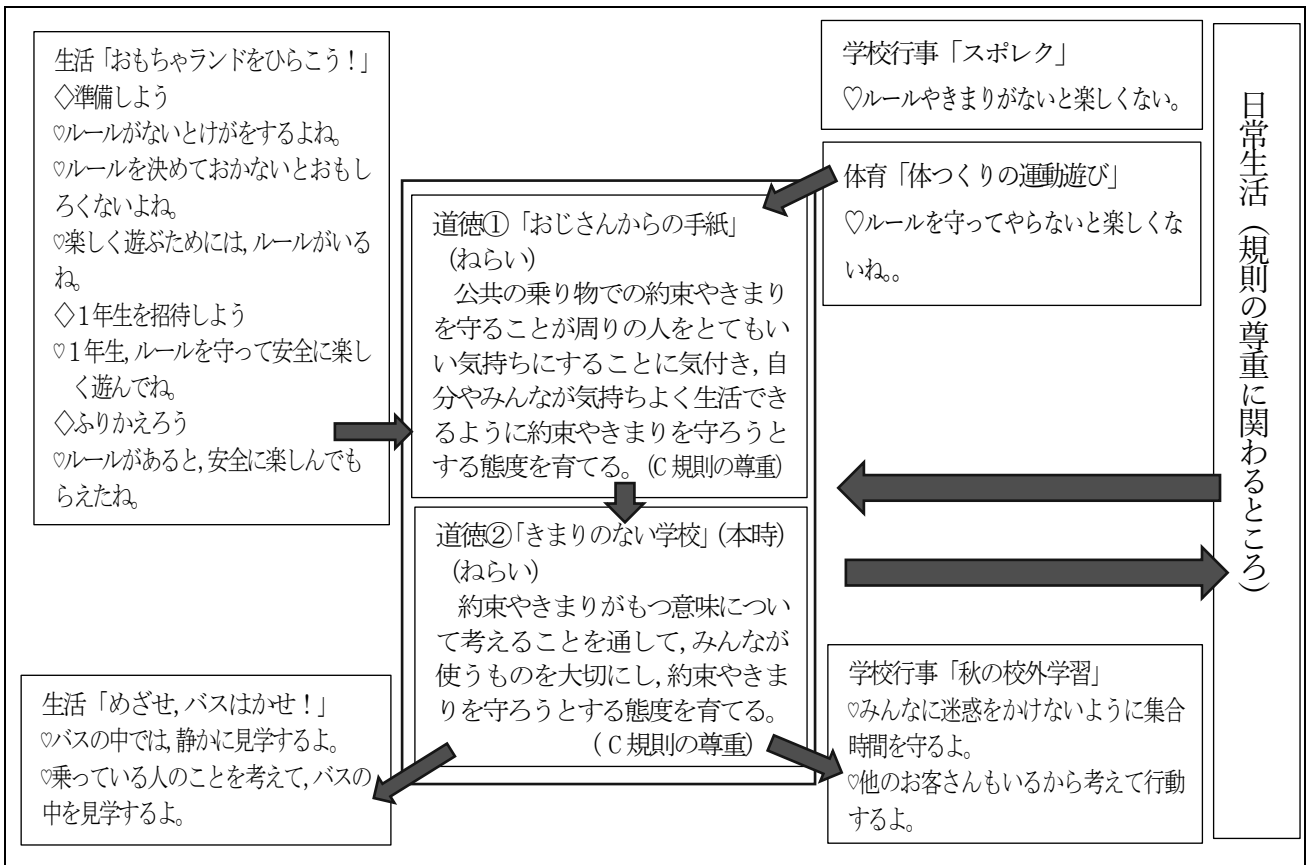 生活「おもちゃランドをひらこう！」
◇準備しよう
♡ルールがないとけがをするよね。
♡ルールを決めておかないとおもし
ろくないよね。
♡楽しく遊ぶためには，ルールがいる
ね。
◇１年生を招待しよう
♡１年生，ルールを守って安全に楽し
く遊んでね。
◇ふりかえろう
♡ルールがあると，安全に楽しんでも
らえたね。
学校行事「スポレク」
♡ルールやきまりがないと楽しくない。
体育「体つくりの運動遊び」
♡ルールを守ってやらないと楽しくな
いね。。
道徳①「おじさんからの手紙」
(ねらい)
公共の乗り物での約束やきまり
を守ることが周りの人をとてもい
い気持ちにすることに気付き，自
分やみんなが気持ちよく生活でき
るように約束やきまりを守ろうと
する態度を育てる。(C 規則の尊重)
道徳②「きまりのない学校」(本時)
(ねらい)
約束やきまりがもつ意味につい
て考えることを通して，みんなが
使うものを大切にし，約束やきま
りを守ろうとする態度を育てる。
(C 規則の尊重)
生活「めざせ，バスはかせ！」
♡バスの中では，静かに見学するよ。
♡乗っている人のことを考えて，バスの
中を見学するよ。
学校行事「秋の校外学習」
♡みんなに迷惑をかけないように集合
時間を守るよ。
♡他のお客さんもいるから考えて行動
するよ。
日常生活（規則の尊重に関わるところ）